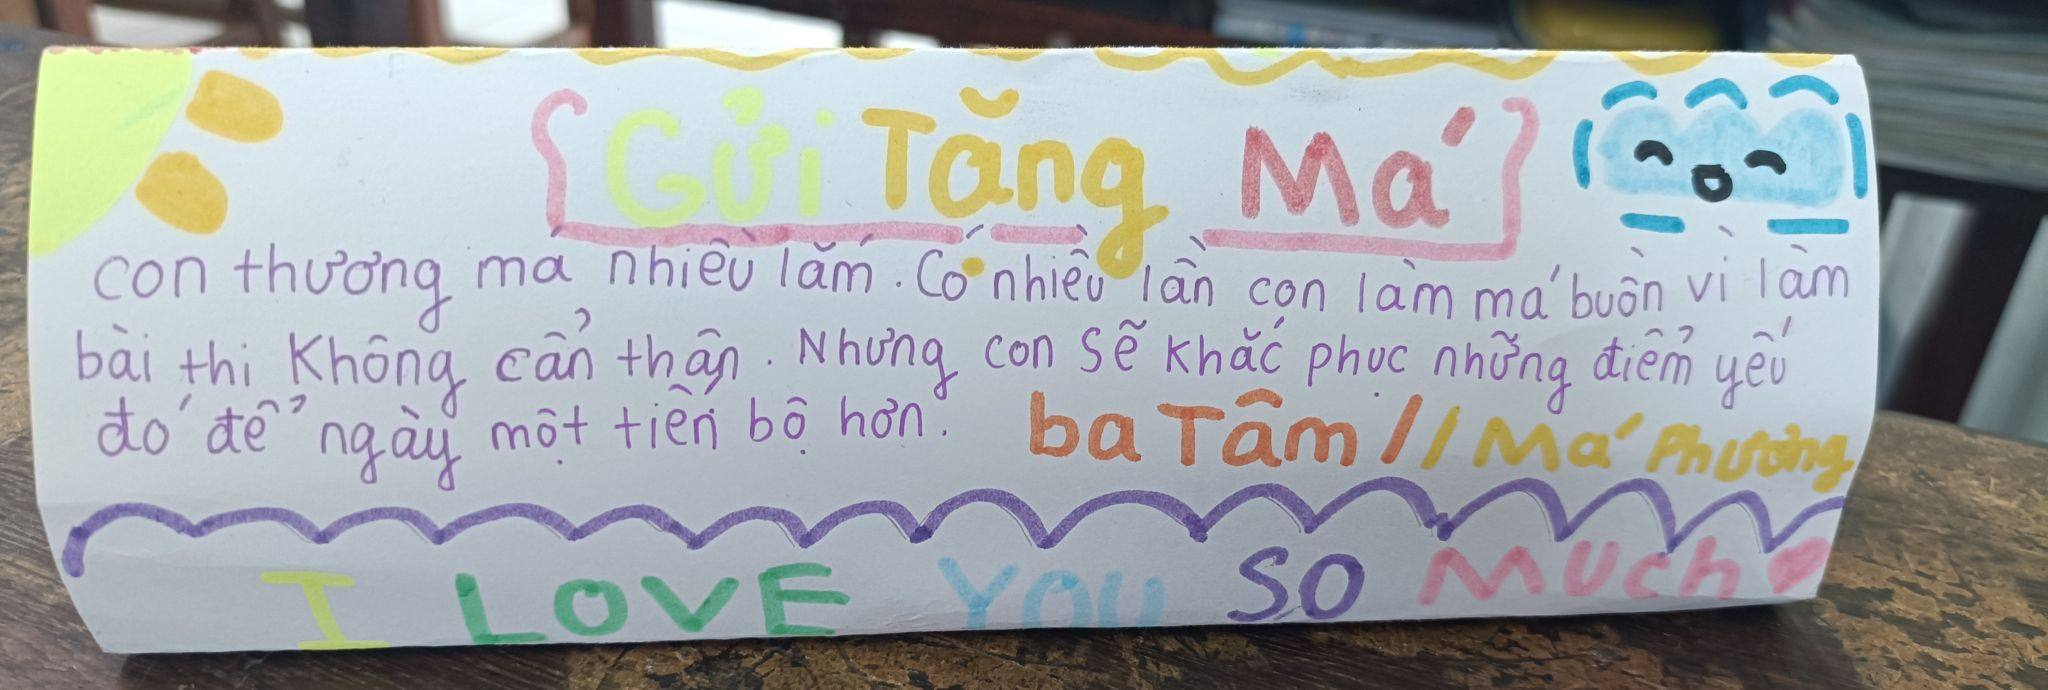 Gửi Tặng Má
con thương má nhiều lắm. Có nhiều lần con làm má buồn vì làm
bài thi không cẩn thận. Nhưng con sẽ khắc phục những điểm yếu
đó để ngày một tiến bộ hơn. ba Tâm // Má Phương
I LOVE YOU SO MUCH